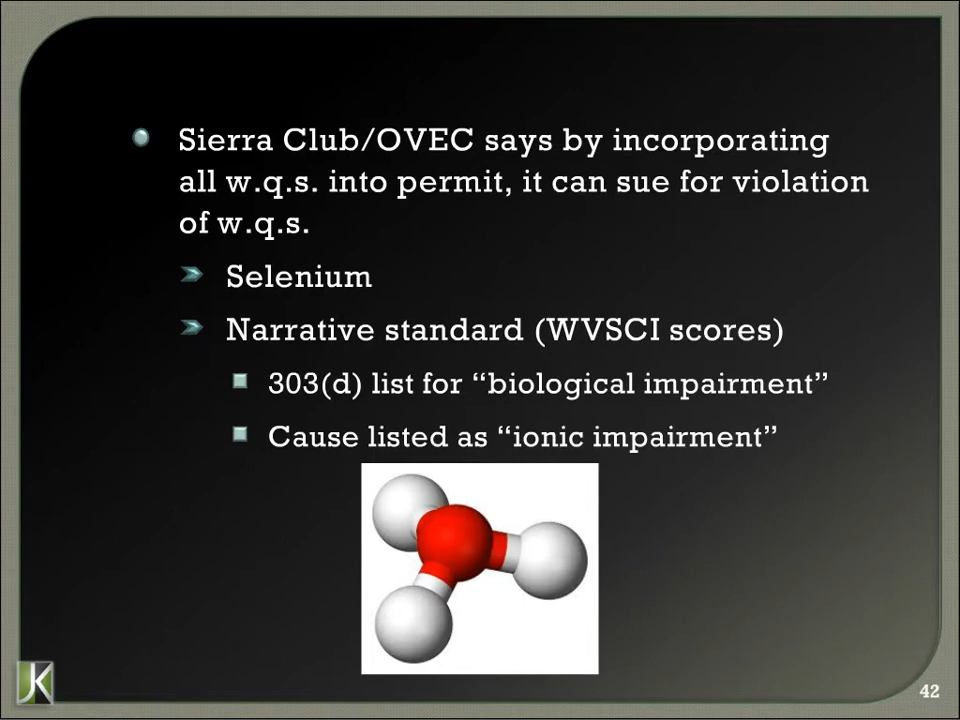 Sierra Club/OVEC says by incorporating
all w.q.s. into permit, it can sue for violation
of w.q.s.
Selenium
Narrative standard (WVSCI scores)
303(d) list for “biological impairment”
Cause listed as “ionic impairment”
JK
42